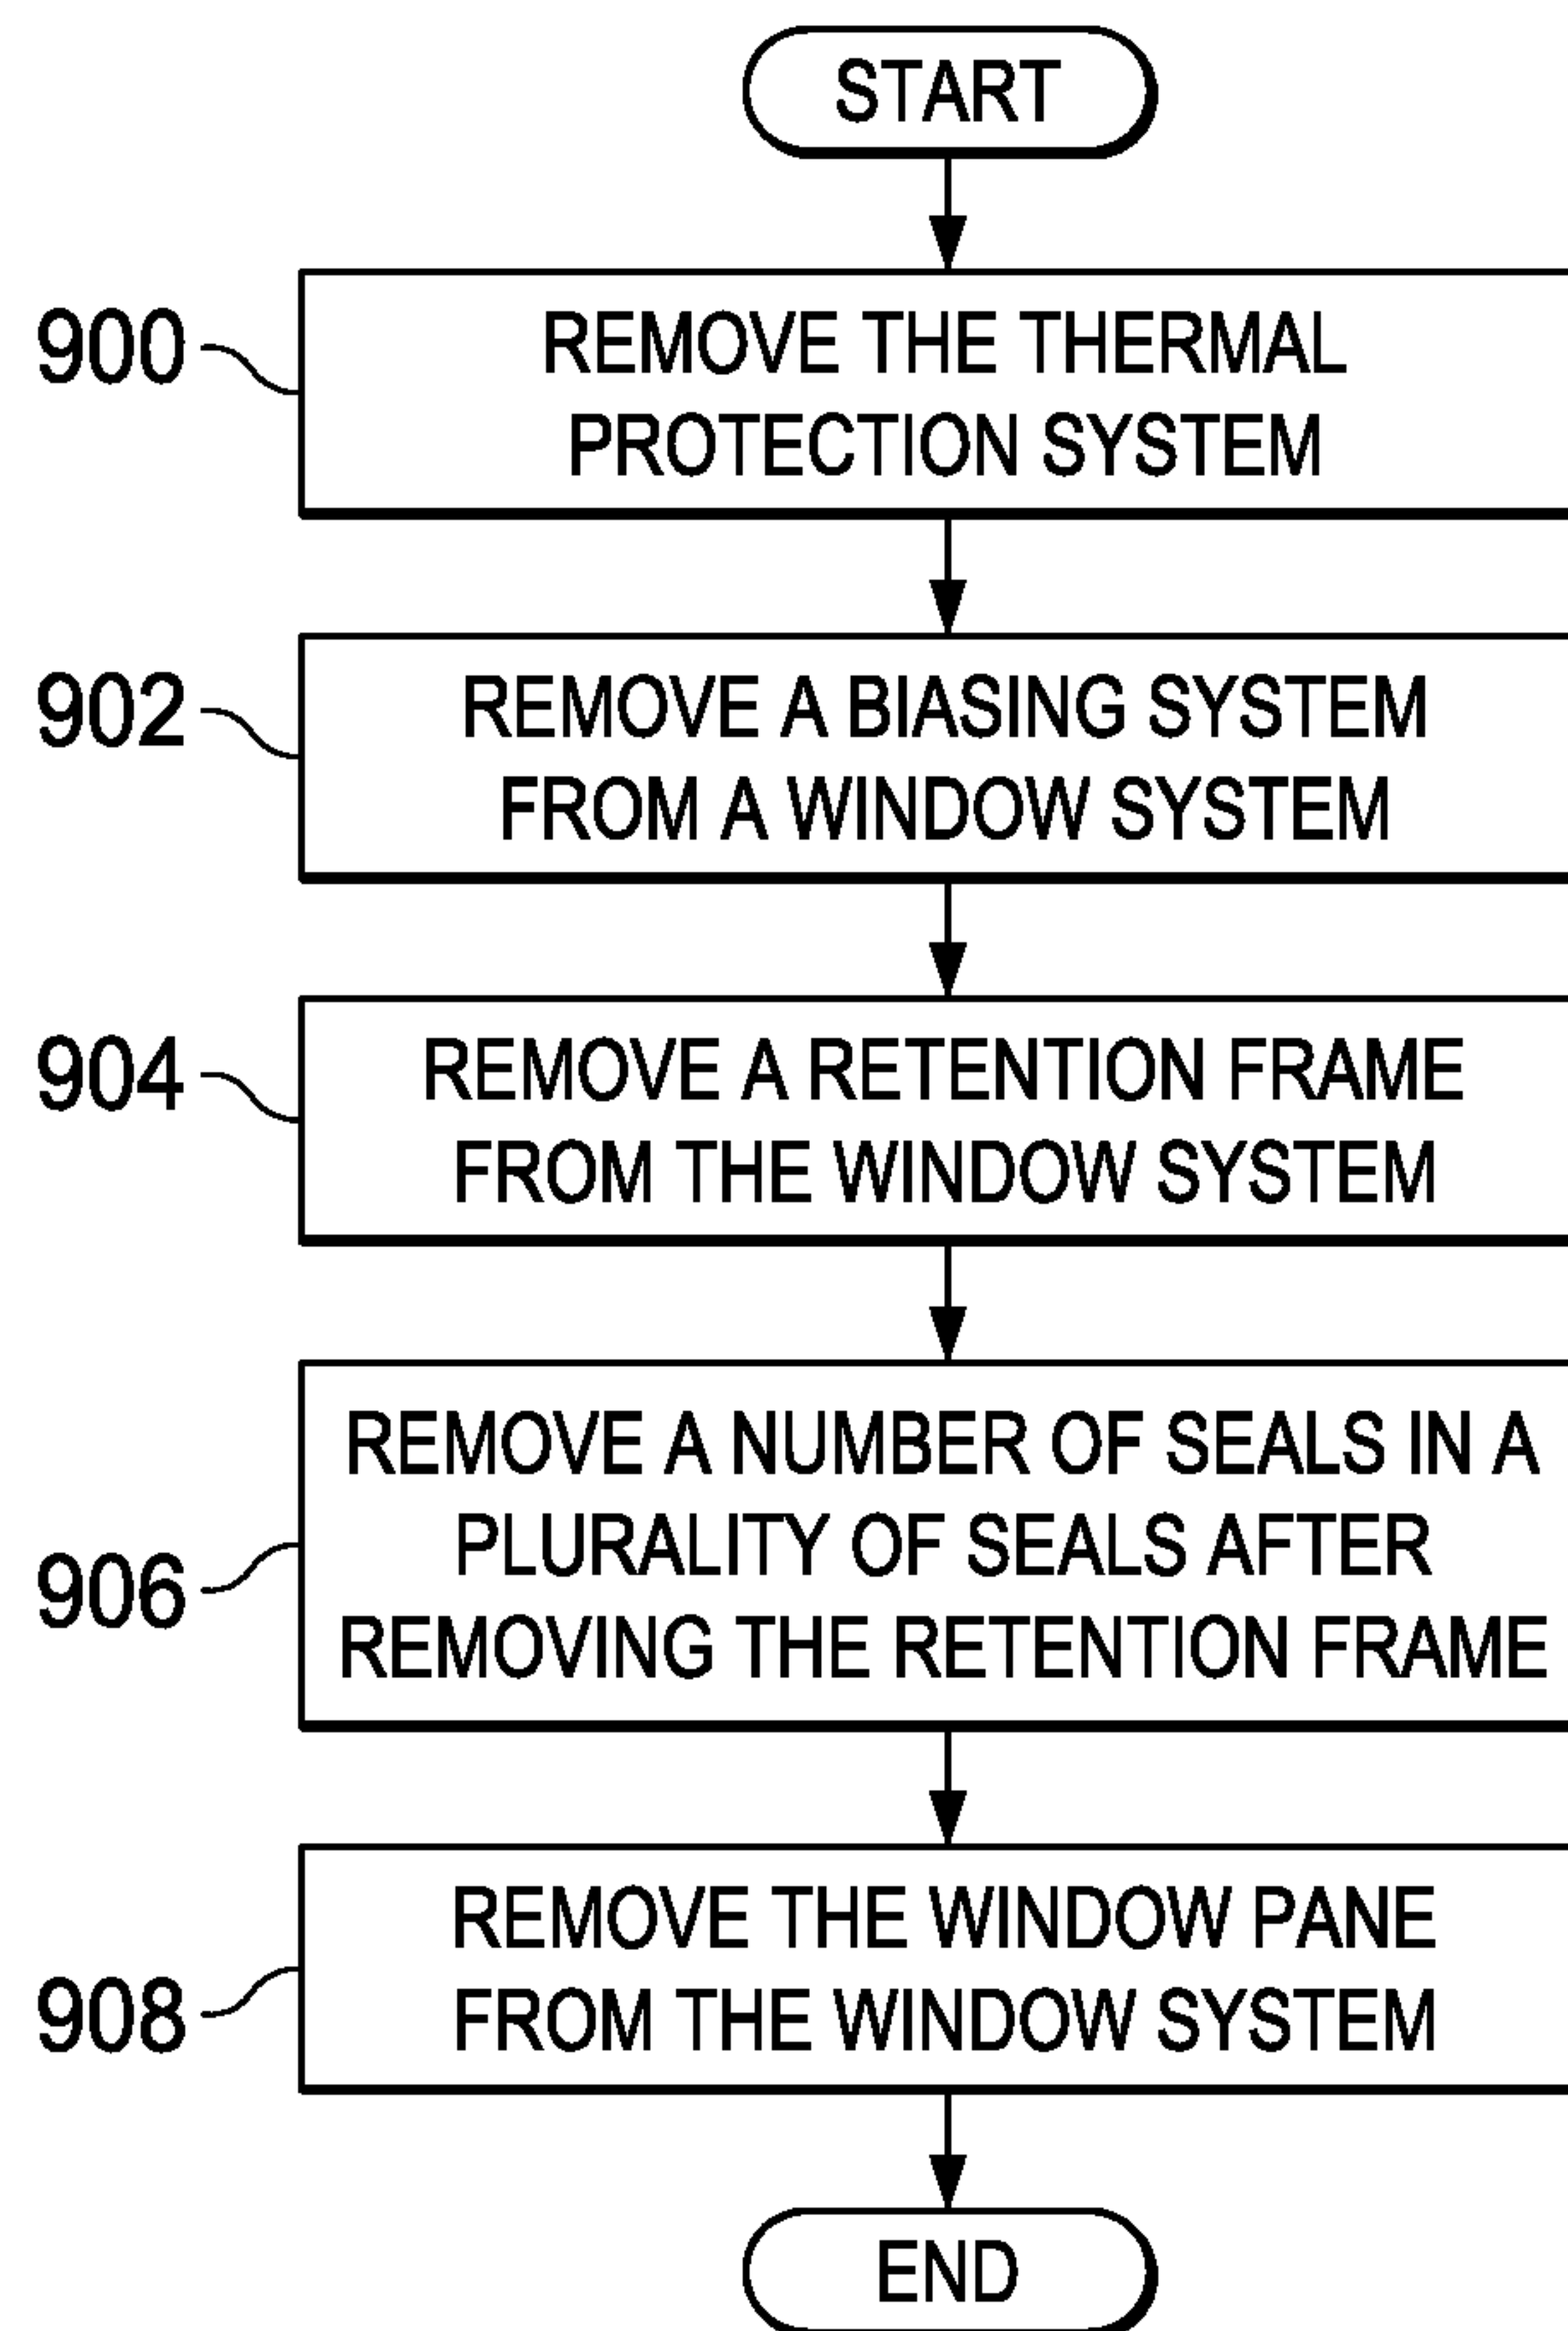 START
900
REMOVE THE THERMAL
PROTECTION SYSTEM
902
REMOVE A BIASING SYSTEM
FROM A WINDOW SYSTEM
904
REMOVE A RETENTION FRAME
FROM THE WINDOW SYSTEM
906
REMOVE A NUMBER OF SEALS IN A
PLURALITY OF SEALS AFTER
REMOVING THE RETENTION FRAME
908
REMOVE THE WINDOW PANE
FROM THE WINDOW SYSTEM
END